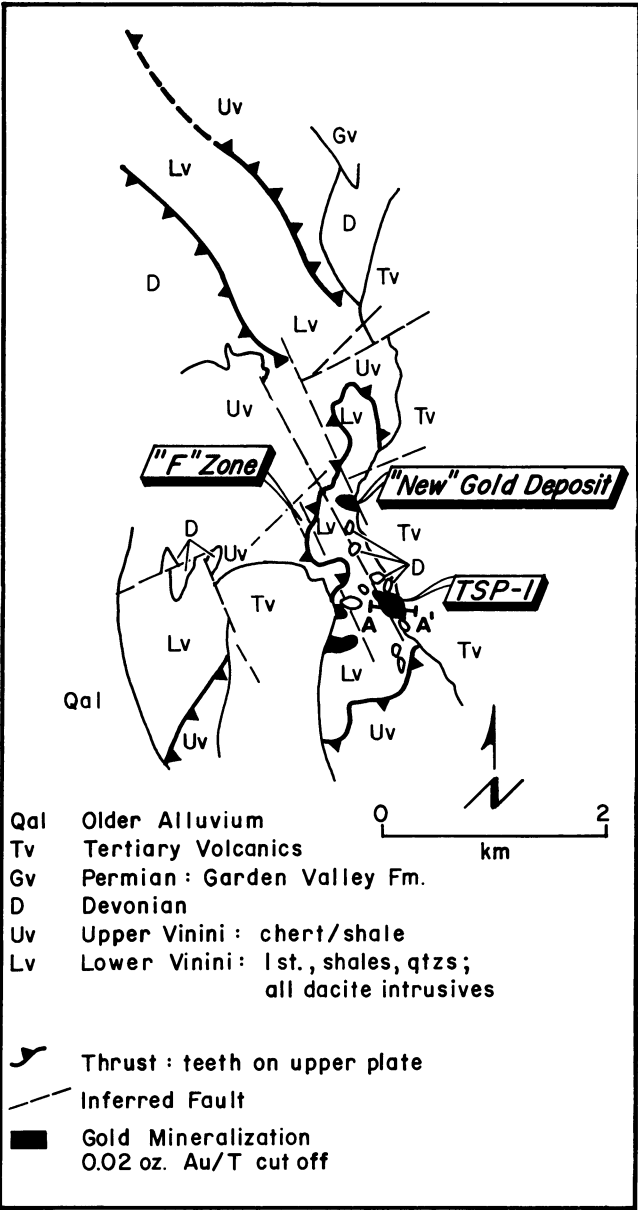 Uv
Gv
Lv
D
D
Tv
Lv
Uv
Uv
Lv
Tv
"F" Zone
"New" Gold Deposit
Lv
D
Uv
Tv
D
Tv
TSP-1
A A'
Lv
Lv
Tv
Qal
Uv
Uv
N
0 2
km
Qal Older Alluvium
Tv Tertiary Volcanics
Gv Permian: Garden Valley Fm.
D Devonian
Uv Upper Vinini: chert/shale
Lv Lower Vinini: lst., shales, qtzs;
all dacite intrusives
Thrust: teeth on upper plate
Inferred Fault
Gold Mineralization
0.02 oz. Au/T cut off